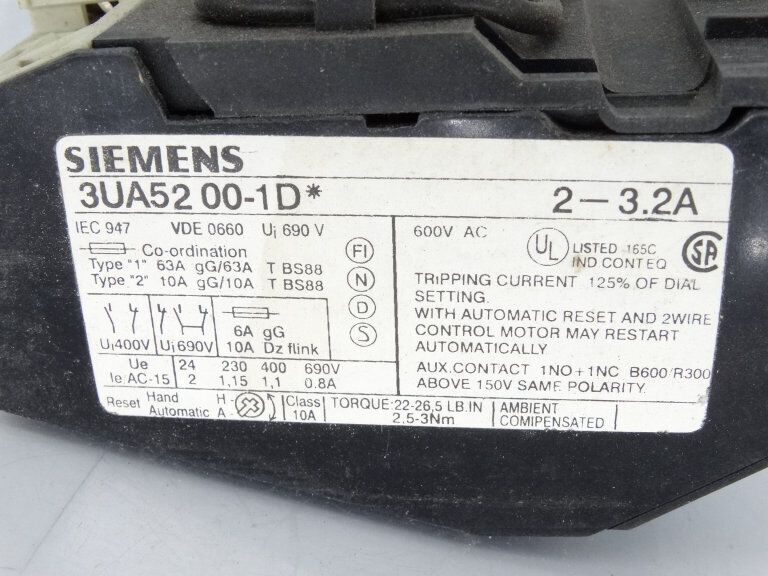 SIEMENS
3UA52 00-1D* 2-3.2A
IEC 947 VDE 0660 Ui 690 V
Co-ordination
Type "1" 63A gG/63A T BS88
Type "2" 10A gG/10A T BS88
FI
N
D
S
Ui400V Ui690V
6A gG
10A Dz flink
Ue 24 230 400 690V
Ie/AC-15 2 1,15 1,1 0.8A
Reset Hand H-
Automatic A-
Class
10A
TORQUE:22-26,5 LB.IN
2.5-3Nm
AMBIENT
COMIPENSATED
600V AC
UL LISTED 165C
IND CONT EQ
SA
TRIPPING CURRENT 125% OF DIAL
SETTING.
WITH AUTOMATIC RESET AND 2WIRE
CONTROL MOTOR MAY RESTART
AUTOMATICALLY
AUX.CONTACT 1NO+1NC B600/R300
ABOVE 150V SAME POLARITY.